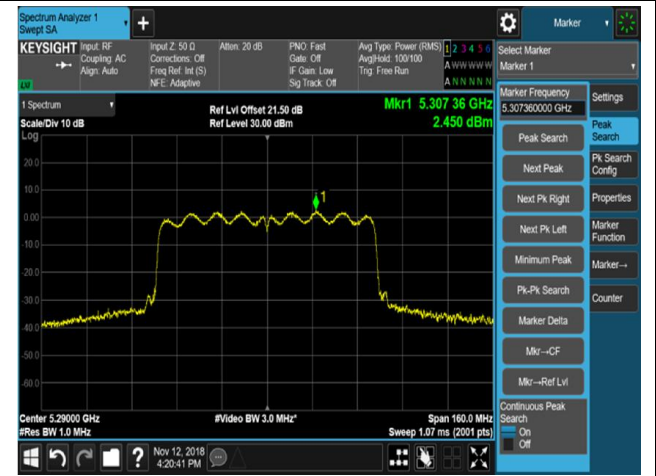 Spectrum Analyzer 1
Swept SA
Marker
KEYSIGHT
Input: RF
Coupling: AC
Align: Auto
Input Z: 50 Ω
Corrections: Off
Freq Ref: Int (S)
NFE: Adaptive
Atten: 20 dB
PNO: Fast
Gate: Off
IF Gain: Low
Sig Track: Off
Avg Type: Power (RMS)
Avg|Hold: 100/100
Trig: Free Run
1 2 3 4 5 6
A W W W W W
A N N N N N
LXI
Select Marker
Marker 1
1 Spectrum
Scale/Div 10 dB
Log
Ref Lvl Offset 21.50 dB
Ref Level 30.00 dBm
Mkr1 5.307 36 GHz
2.450 dBm
20.0
10.0
0.00
-10.0
-20.0
-30.0
-40.0
-50.0
-60.0
1
Center 5.29000 GHz
#Res BW 1.0 MHz
#Video BW 3.0 MHz*
Span 160.0 MHz
Sweep 1.07 ms (2001 pts)
Marker Frequency
5.307360000 GHz
Peak Search
Next Peak
Next Pk Right
Next Pk Left
Minimum Peak
Pk-Pk Search
Marker Delta
Mkr→CF
Mkr→Ref Lvl
Continuous Peak
Search
On
Off
Settings
Peak
Search
Pk Search
Config
Properties
Marker
Function
Marker→
Counter
Nov 12, 2018
4:20:41 PM